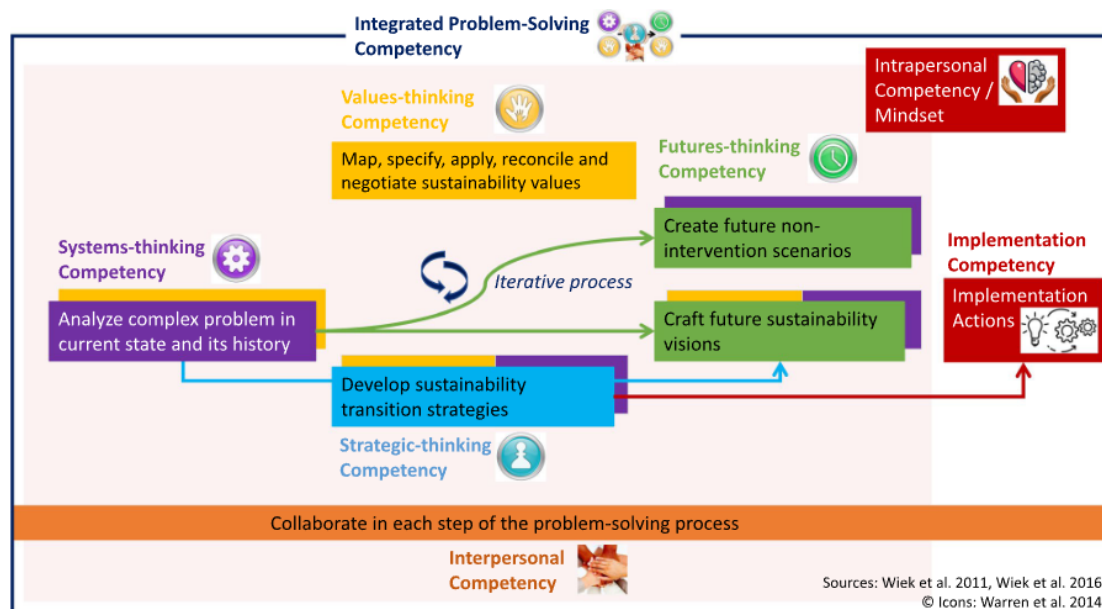 Integrated Problem-Solving
Competency
Intrapersonal
Competency /
Mindset
Values-thinking
Competency
Map, specify, apply, reconcile and
negotiate sustainability values
Futures-thinking
Competency
Create future non-
intervention scenarios
Systems-thinking
Competency
Iterative process
Analyze complex problem in
current state and its history
Craft future sustainability
visions
Implementation
Competency
Implementation
Actions
Develop sustainability
transition strategies
Strategic-thinking
Competency
Collaborate in each step of the problem-solving process
Interpersonal
Competency
Sources: Wiek et al. 2011, Wiek et al. 2016
© Icons: Warren et al. 2014